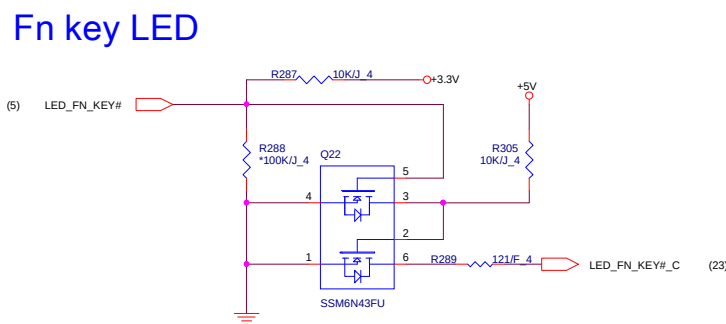 Fn key LED
R287 10K/J_4 +3.3V
+5V
(5) LED_FN_KEY#
R288
*100K/J_4
Q22
R305
10K/J_4
5
4 3
2
1 6 R289 121/F_4 LED_FN_KEY#_C (23)
SSM6N43FU